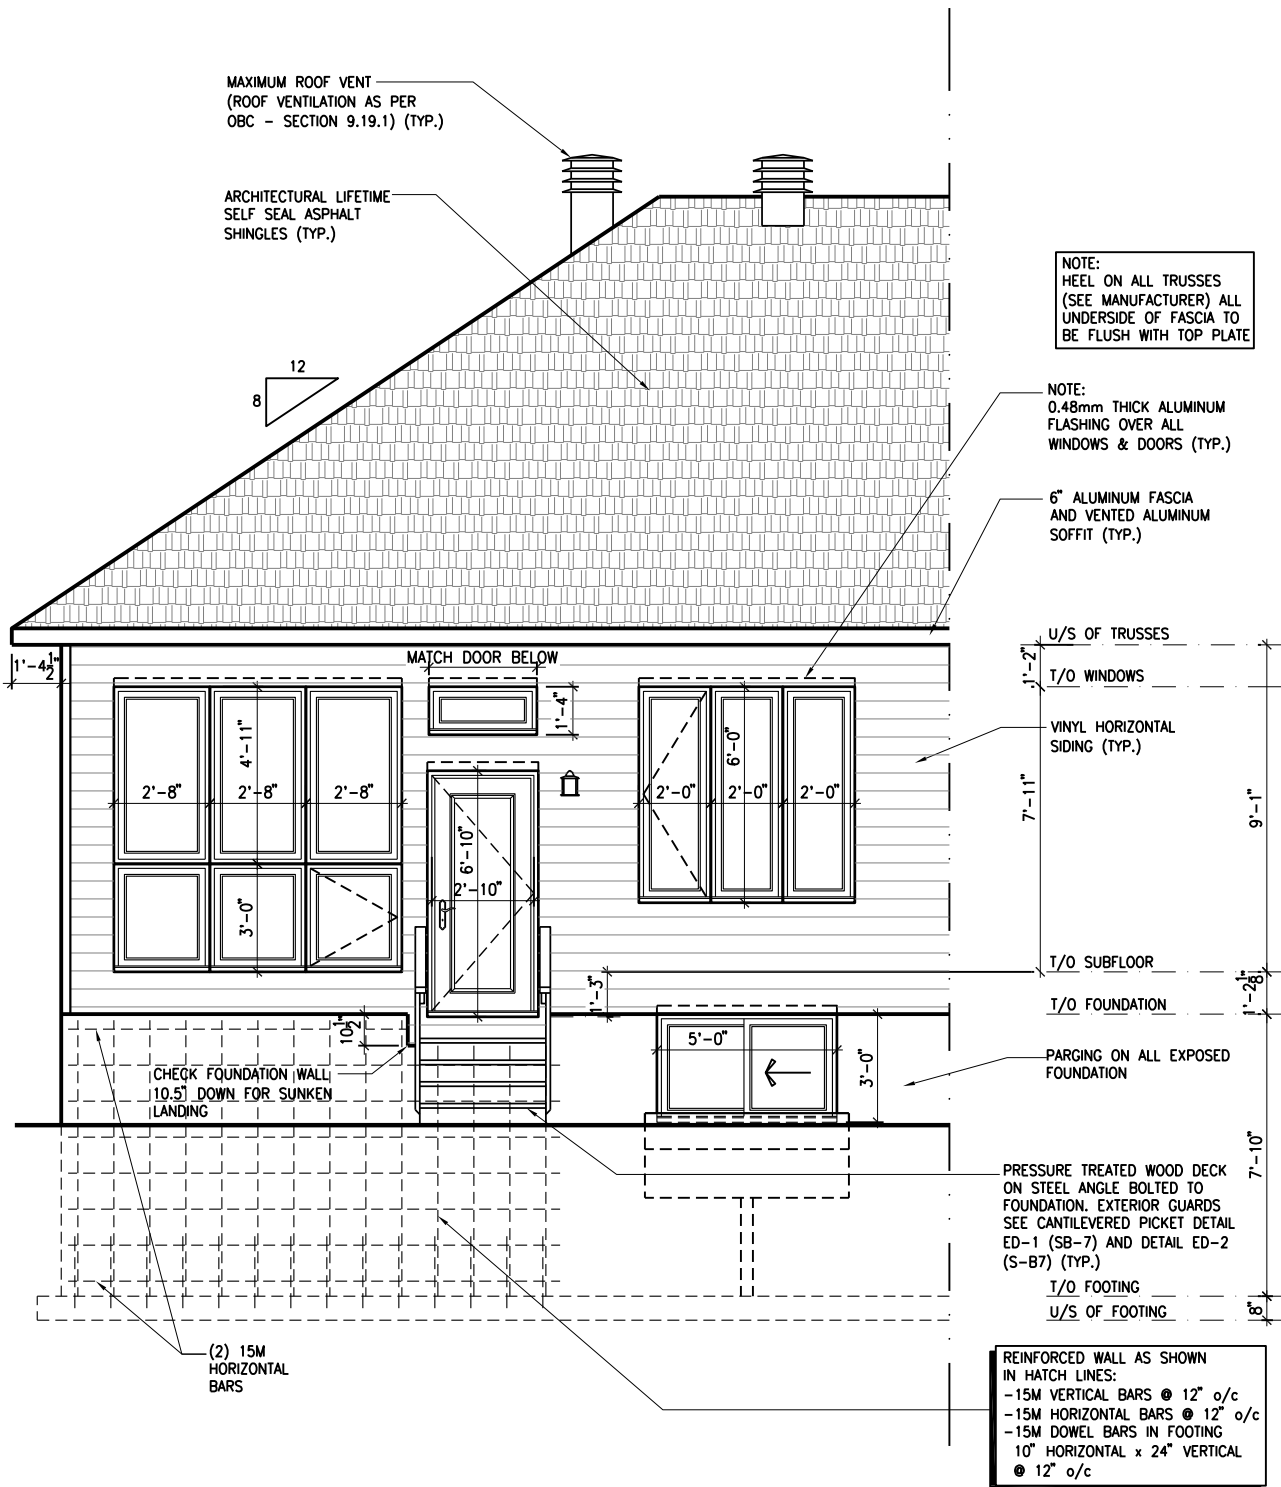 MAXIMUM ROOF VENT
(ROOF VENTILATION AS PER
OBC - SECTION 9.19.1) (TYP.)
ARCHITECTURAL LIFETIME
SELF SEAL ASPHALT
SHINGLES (TYP.)
12
8
NOTE:
HEEL ON ALL TRUSSES
(SEE MANUFACTURER) ALL
UNDERSIDE OF FASCIA TO
BE FLUSH WITH TOP PLATE
NOTE:
0.48mm THICK ALUMINUM
FLASHING OVER ALL
WINDOWS & DOORS (TYP.)
6" ALUMINUM FASCIA
AND VENTED ALUMINUM
SOFFIT (TYP.)
U/S OF TRUSSES
1'-2"
T/O WINDOWS
VINYL HORIZONTAL
SIDING (TYP.)
7'-11"
9'-1"
T/O SUBFLOOR
1'-2 1/8"
T/O FOUNDATION
PARGING ON ALL EXPOSED
FOUNDATION
7'-10"
PRESSURE TREATED WOOD DECK
ON STEEL ANGLE BOLTED TO
FOUNDATION. EXTERIOR GUARDS
SEE CANTILEVERED PICKET DETAIL
ED-1 (SB-7) AND DETAIL ED-2
(S-B7) (TYP.)
T/O FOOTING
U/S OF FOOTING
8"
1'-4 1/2"
MATCH DOOR BELOW
1'-4"
4'-11"
2'-8"
2'-8"
2'-8"
3'-0"
6'-10"
2'-10"
6'-0"
2'-0"
2'-0"
2'-0"
1'-3"
10 1/2"
5'-0"
3'-0"
CHECK FOUNDATION WALL
10.5" DOWN FOR SUNKEN
LANDING
(2) 15M
HORIZONTAL
BARS
REINFORCED WALL AS SHOWN
IN HATCH LINES:
-15M VERTICAL BARS @ 12" o/c
-15M HORIZONTAL BARS @ 12" o/c
-15M DOWEL BARS IN FOOTING
10" HORIZONTAL x 24" VERTICAL
@ 12" o/c